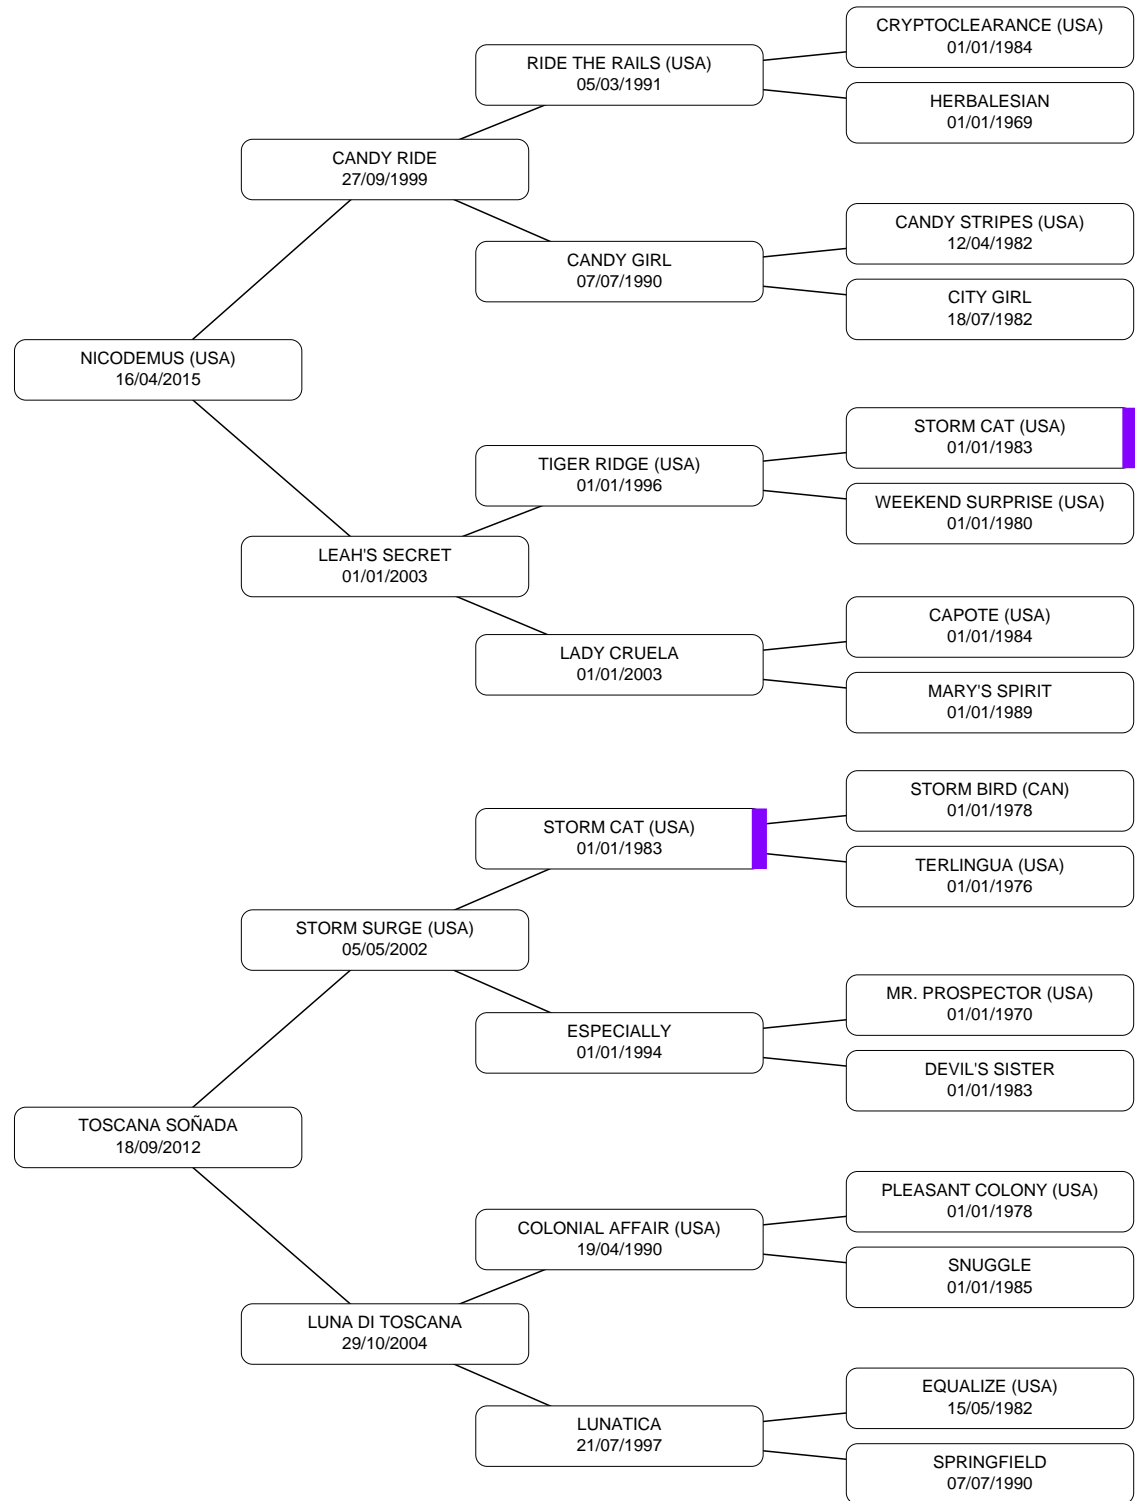 CRYPTOCLEARANCE (USA)
01/01/1984
RIDE THE RAILS (USA)
05/03/1991
HERBALESIAN
01/01/1969
CANDY RIDE
27/09/1999
CANDY STRIPES (USA)
12/04/1982
CANDY GIRL
07/07/1990
CITY GIRL
18/07/1982
NICODEMUS (USA)
16/04/2015
STORM CAT (USA)
01/01/1983
TIGER RIDGE (USA)
01/01/1996
WEEKEND SURPRISE (USA)
01/01/1980
LEAH'S SECRET
01/01/2003
CAPOTE (USA)
01/01/1984
LADY CRUELA
01/01/2003
MARY'S SPIRIT
01/01/1989
STORM BIRD (CAN)
01/01/1978
STORM CAT (USA)
01/01/1983
TERLINGUA (USA)
01/01/1976
STORM SURGE (USA)
05/05/2002
MR. PROSPECTOR (USA)
01/01/1970
ESPECIALLY
01/01/1994
DEVIL'S SISTER
01/01/1983
TOSCANA SOÑADA
18/09/2012
PLEASANT COLONY (USA)
01/01/1978
COLONIAL AFFAIR (USA)
19/04/1990
SNUGGLE
01/01/1985
LUNA DI TOSCANA
29/10/2004
EQUALIZE (USA)
15/05/1982
LUNATICA
21/07/1997
SPRINGFIELD
07/07/1990